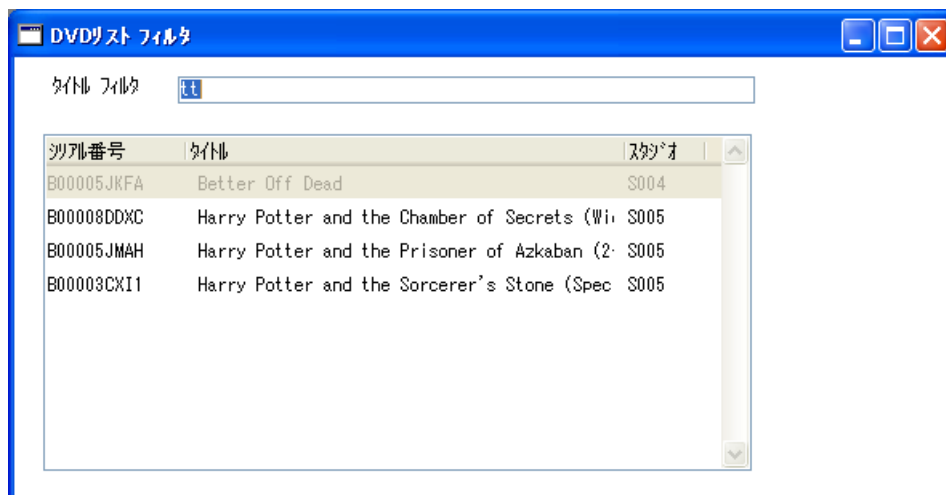 DVDリスト フィルタ
タイトル フィルタ tt
シリアル番号 タイトル スタジオ
B00005JKFA Better Off Dead S004
B00008DDXC Harry Potter and the Chamber of Secrets (Wi S005
B00005JMAH Harry Potter and the Prisoner of Azkaban (2- S005
B00003CXI1 Harry Potter and the Sorcerer's Stone (Spec S005